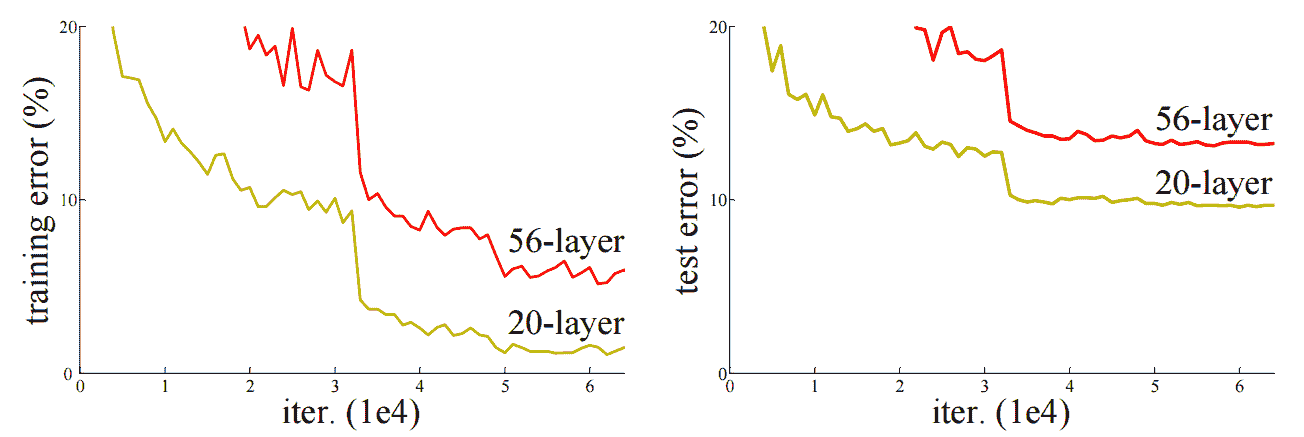 20
10
0
training error (%)
56-layer
20-layer
0 1 2 3 4 5 6
iter. (1e4)
20
10
0
test error (%)
56-layer
20-layer
0 1 2 3 4 5 6
iter. (1e4)